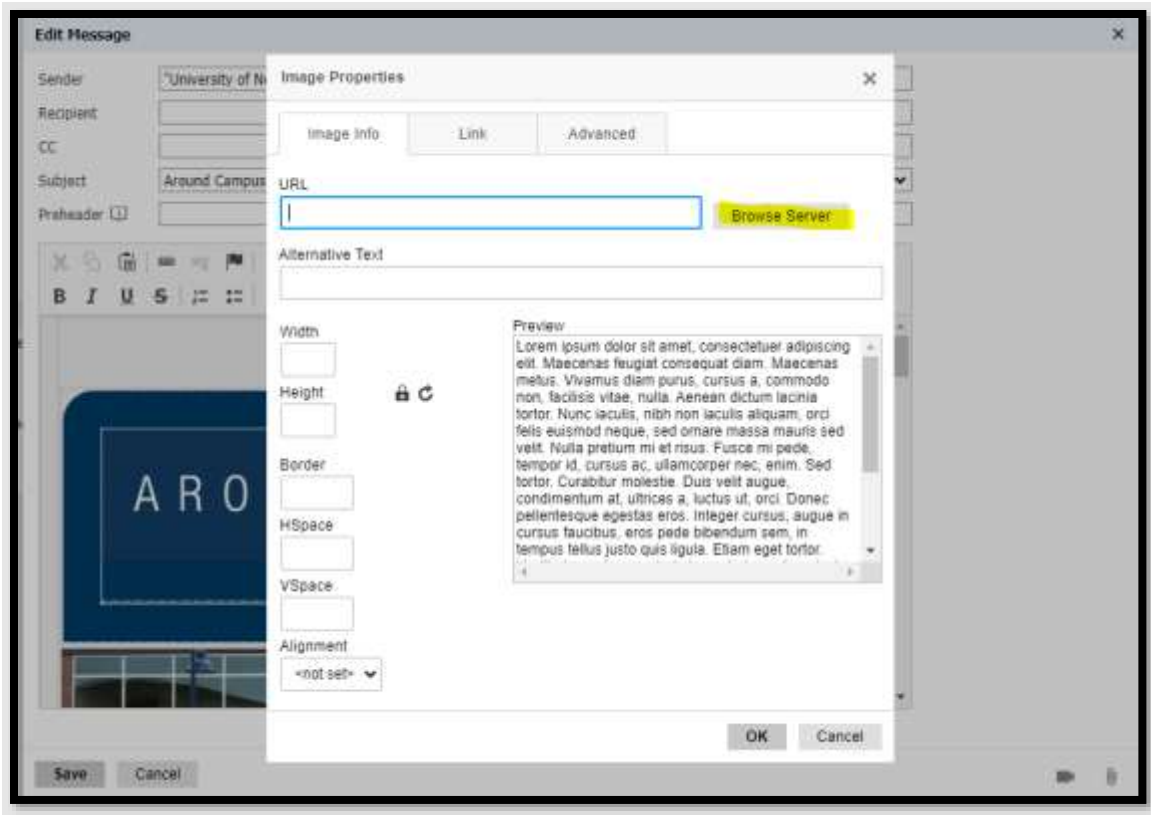 Edit Message
Sender
"University of Ne
Recipient
CC
Subject
Around Campus
Preheader
B I U S
ARO
Save
Cancel
Image Properties
Image Info
Link
Advanced
URL
Browse Server
Alternative Text
Width
Height
Border
HSpace
VSpace
Alignment
<not set>
Preview
Lorem ipsum dolor sit amet, consectetuer adipiscing
elit. Maecenas feugiat consequat diam. Maecenas
metus. Vivamus diam purus, cursus a, commodo
non, facilisis vitae, nulla. Aenean dictum lacinia
tortor. Nunc iaculis, nibh non iaculis aliquam, orci
felis euismod neque, sed ornare massa mauris sed
velit. Nulla pretium mi et risus. Fusce mi pede,
tempor id, cursus ac, ullamcorper nec, enim. Sed
tortor. Curabitur molestie. Duis velit augue,
condimentum at, ultrices a, luctus ut, orci. Donec
pellentesque egestas eros. Integer cursus, augue in
cursus faucibus, eros pede bibendum sem, in
tempus tellus justo quis ligula. Etiam eget tortor.
OK
Cancel